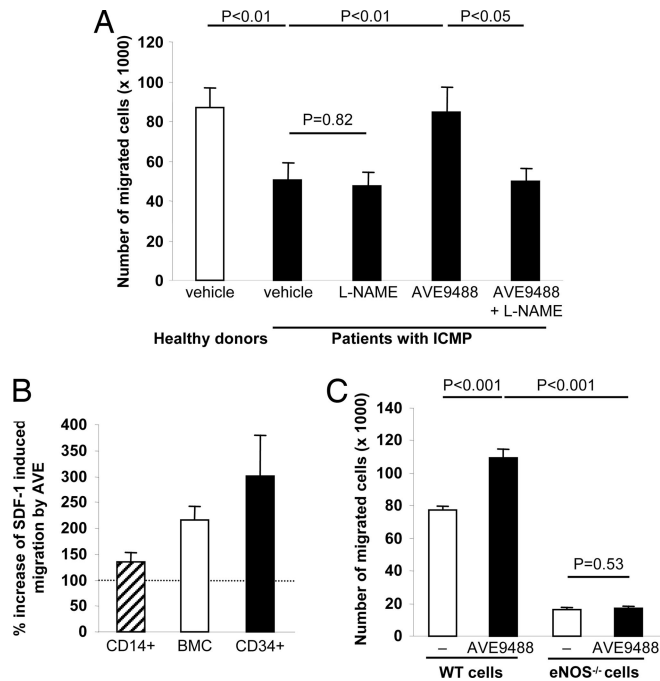 A
P<0.01 P<0.01 P<0.05
Number of migrated cells (x 1000)
120
100
80
60
40
20
0
P=0.82
vehicle vehicle L-NAME AVE9488 AVE9488
+ L-NAME
Healthy donors Patients with ICMP
B
% increase of SDF-1 induced
migration by AVE
400
350
300
250
200
150
100
50
0
CD14+ BMC CD34+
C
P<0.001 P<0.001
Number of migrated cells (x 1000)
140
120
100
80
60
40
20
0
P=0.53
– AVE9488 – AVE9488
WT cells eNOS-/- cells